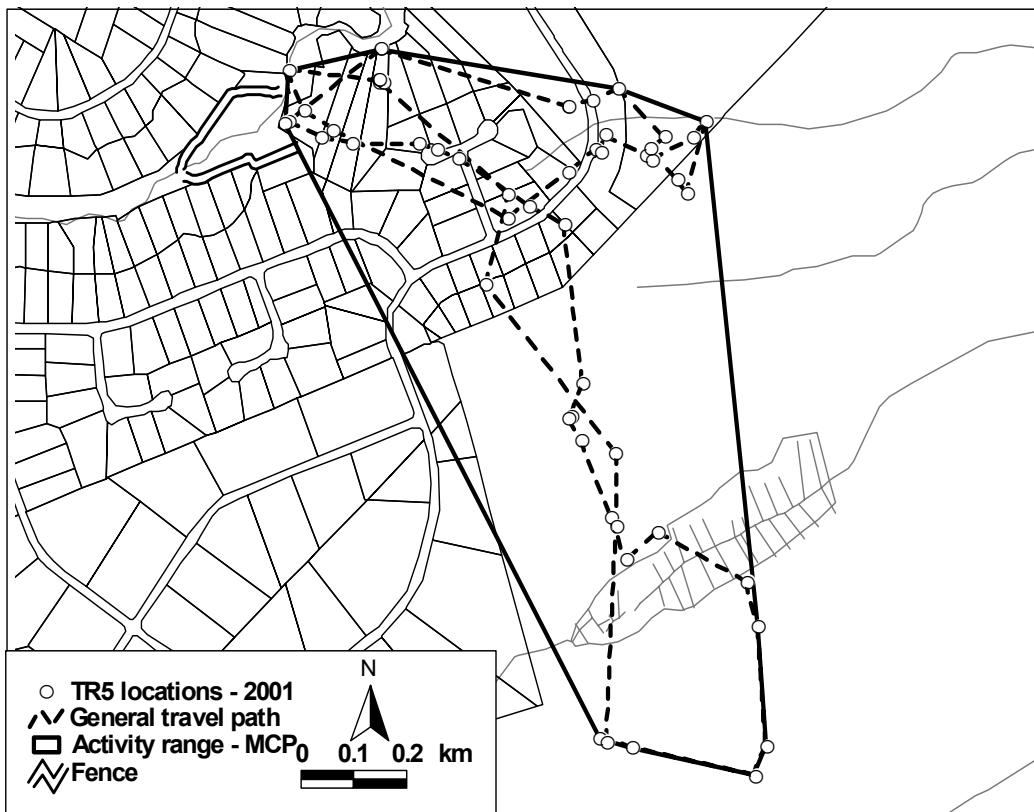 N
TR5 locations - 2001
General travel path
Activity range - MCP
Fence
0 0.1 0.2 km